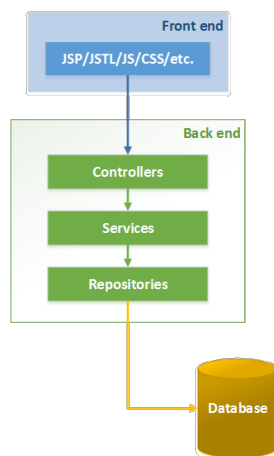 Front end
JSP/JSTL/JS/CSS/etc.
Back end
Controllers
Services
Repositories
Database